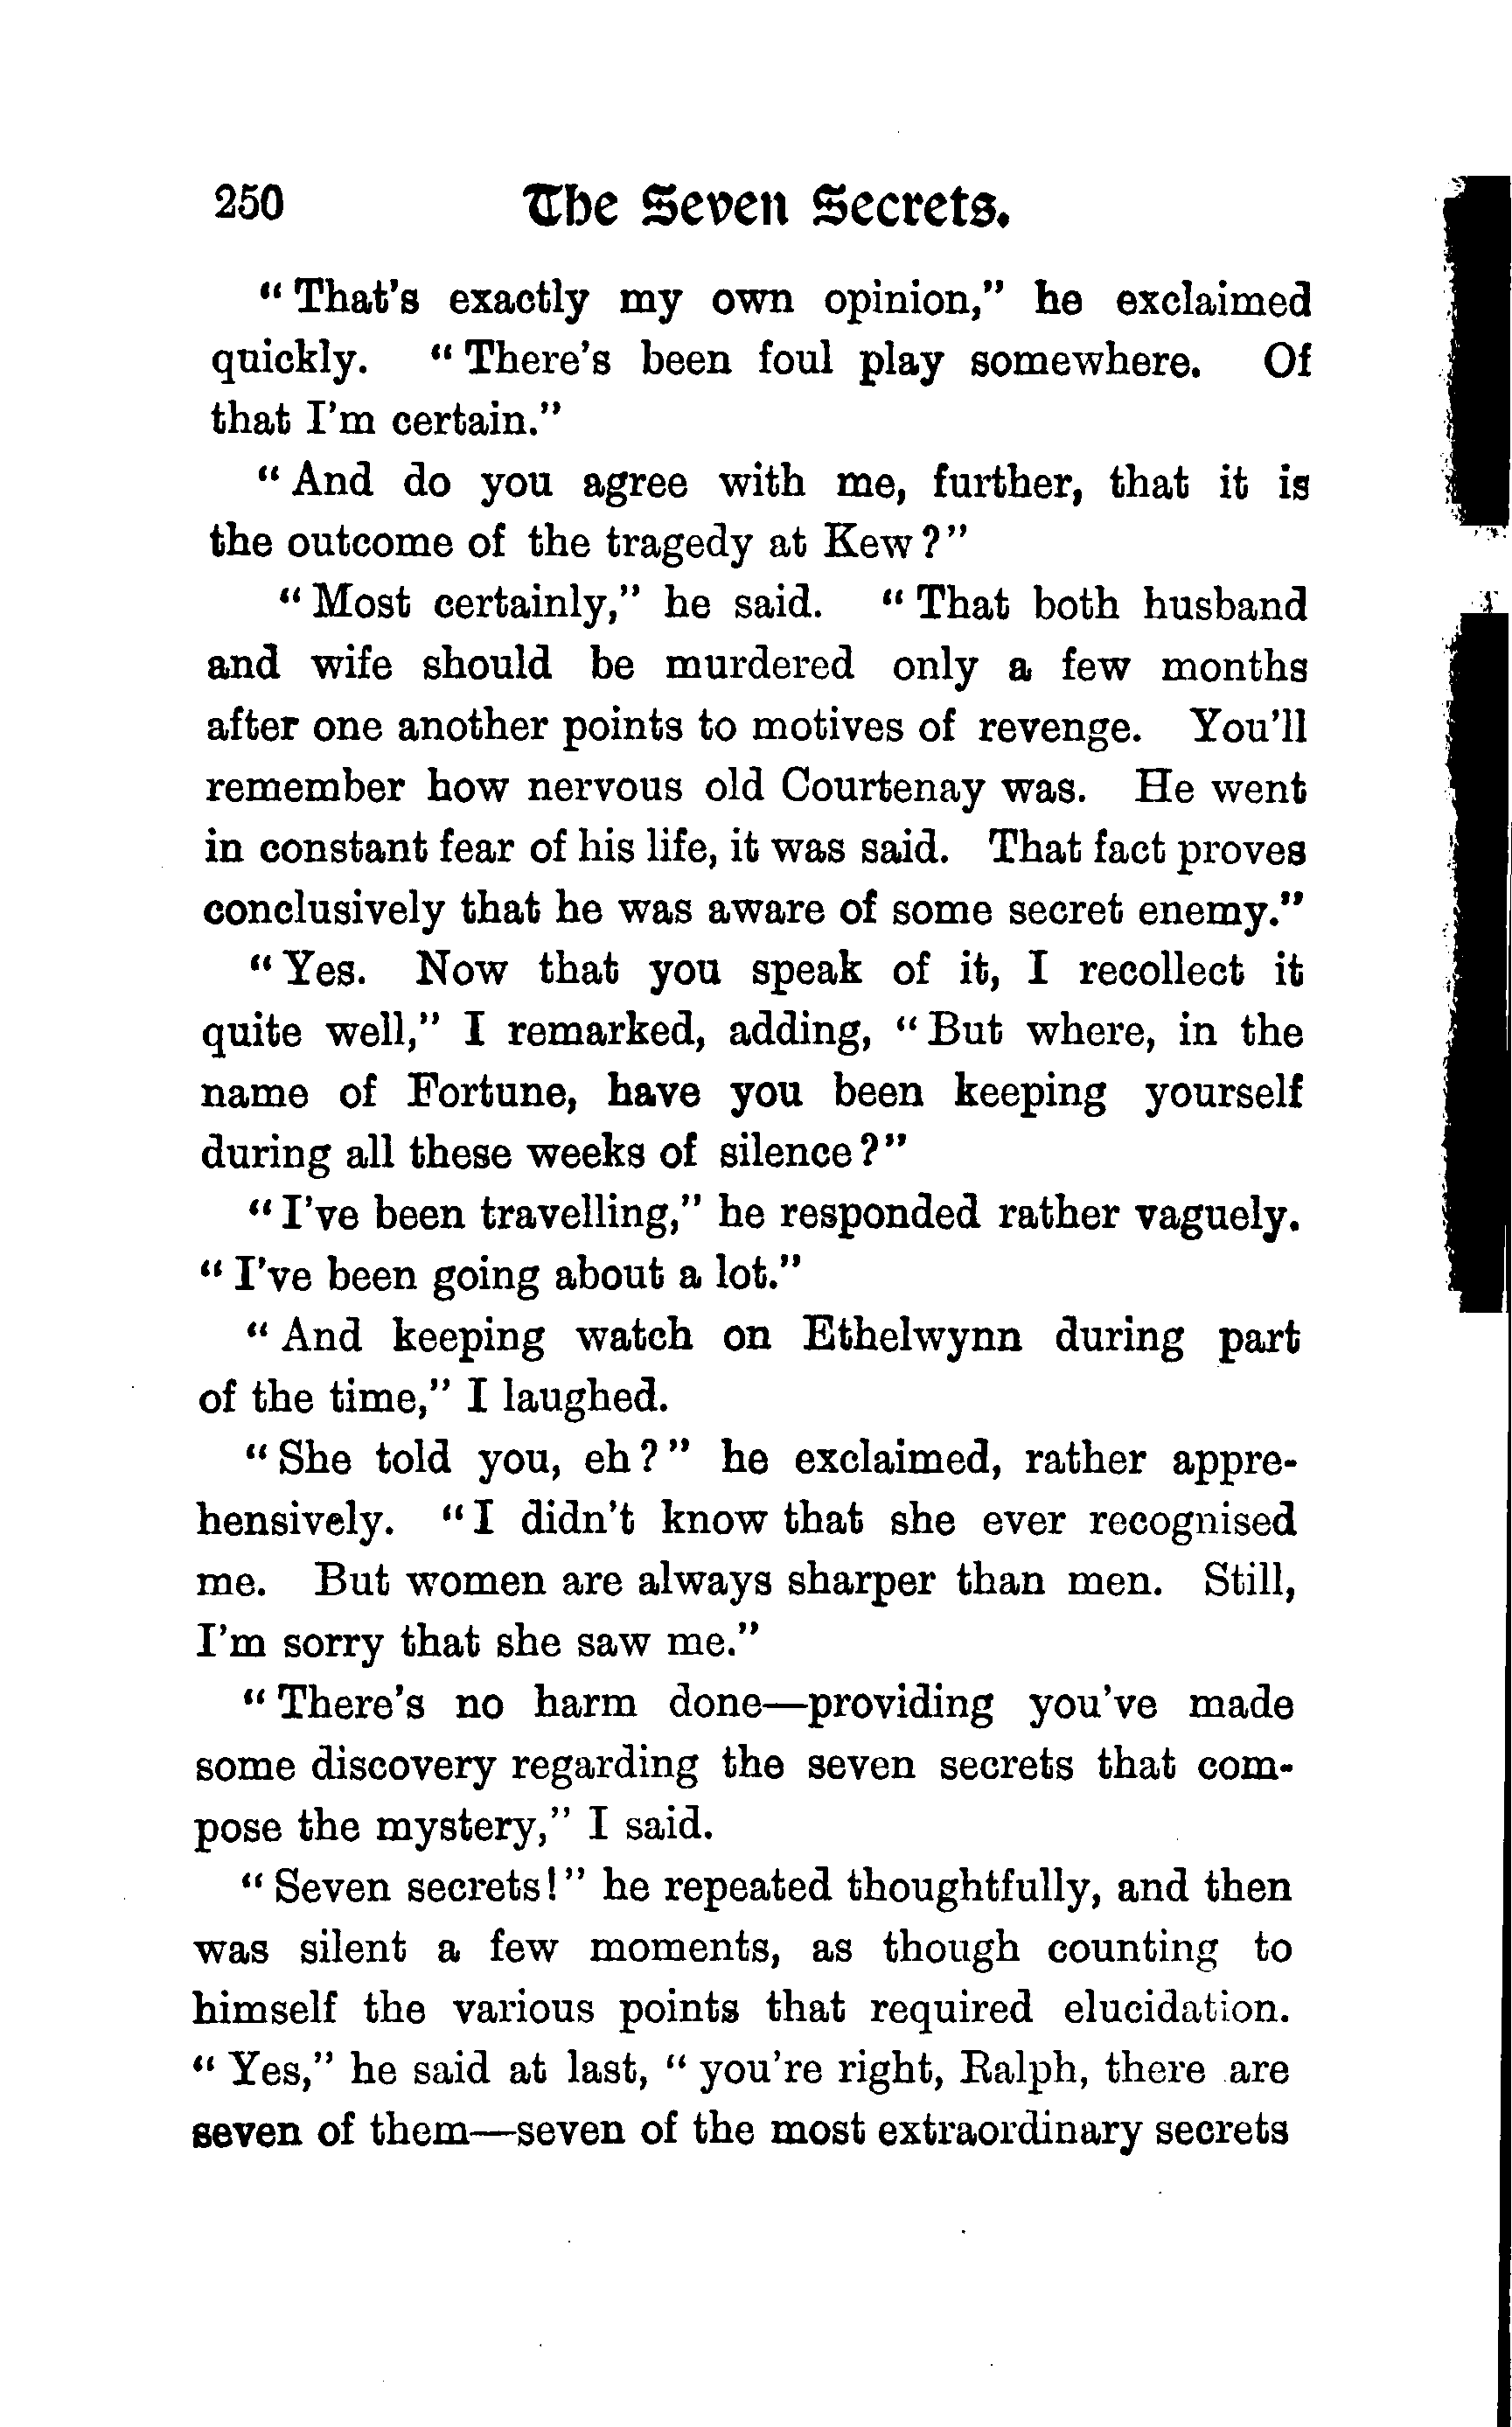 250 The Seven Secrets.
"That's exactly my own opinion," he exclaimed
quickly. "There's been foul play somewhere. Of
that I'm certain."
"And do you agree with me, further, that it is
the outcome of the tragedy at Kew?"
"Most certainly," he said. "That both husband
and wife should be murdered only a few months
after one another points to motives of revenge. You'll
remember how nervous old Courtenay was. He went
in constant fear of his life, it was said. That fact proves
conclusively that he was aware of some secret enemy."
"Yes. Now that you speak of it, I recollect it
quite well," I remarked, adding, "But where, in the
name of Fortune, have you been keeping yourself
during all these weeks of silence?"
"I've been travelling," he responded rather vaguely.
"I've been going about a lot."
"And keeping watch on Ethelwynn during part
of the time," I laughed.
"She told you, eh?" he exclaimed, rather appre-
hensively. "I didn't know that she ever recognised
me. But women are always sharper than men. Still,
I'm sorry that she saw me."
"There's no harm done—providing you've made
some discovery regarding the seven secrets that com-
pose the mystery," I said.
"Seven secrets!" he repeated thoughtfully, and then
was silent a few moments, as though counting to
himself the various points that required elucidation.
"Yes," he said at last, "you're right, Ralph, there are
seven of them—seven of the most extraordinary secrets